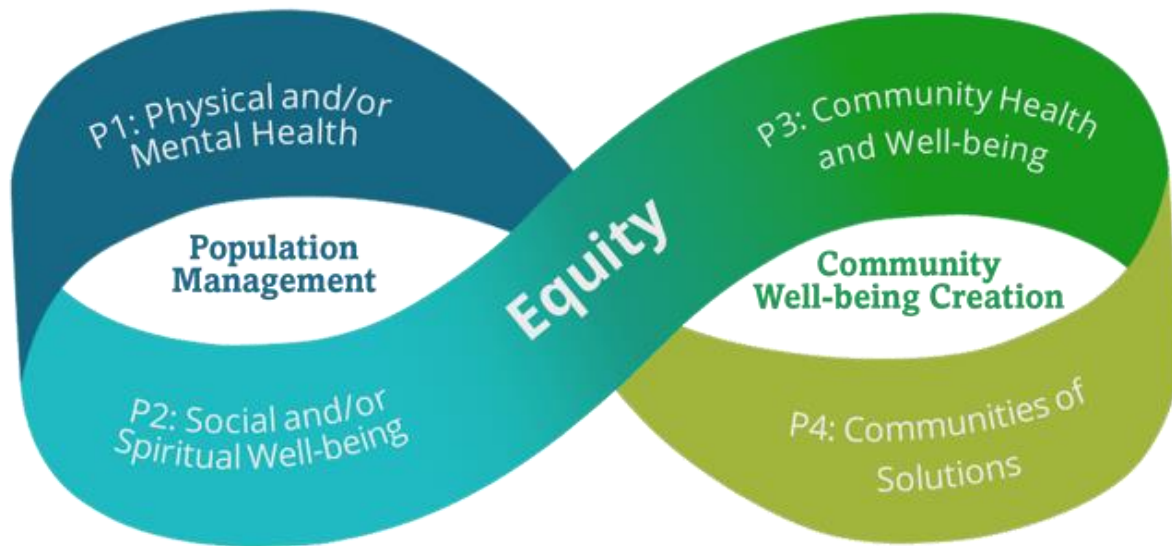 P1: Physical and/or
Mental Health
Population
Management
P2: Social and/or
Spiritual Well-being
Equity
P3: Community Health
and Well-being
Community
Well-being Creation
P4: Communities of
Solutions